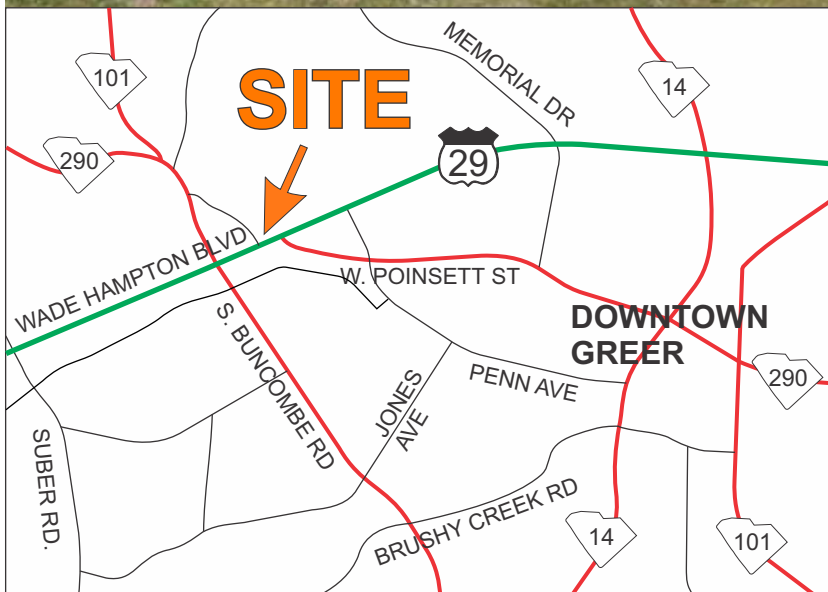 101
SITE
MEMORIAL DR
14
290
29
WADE HAMPTON BLVD
W. POINSETT ST
DOWNTOWN
GREER
S. BUNCOMBE RD
290
JONES
AVE
PENN AVE
SUBER RD.
BRUSHY CREEK RD
14
101